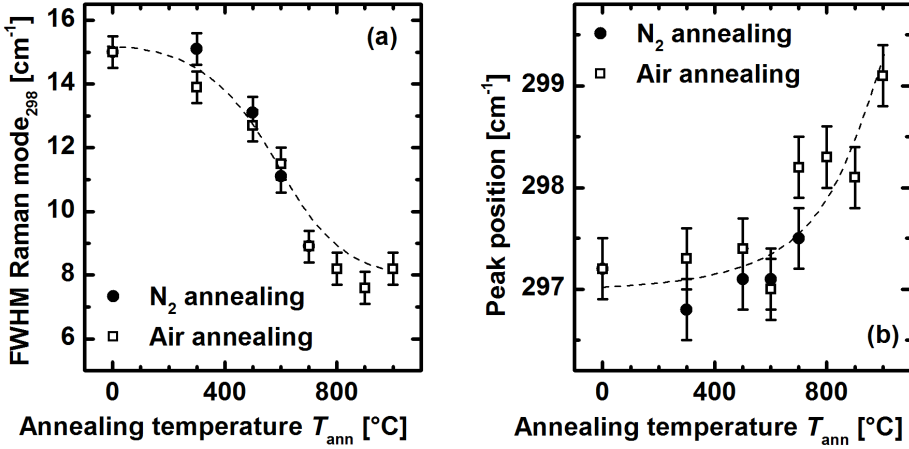 FWHM Raman mode298 [cm-1]
16
14
12
10
8
6
(a)
N2 annealing
Air annealing
0
400
800
Annealing temperature Tann [°C]
Peak position [cm-1]
299
298
297
N2 annealing
Air annealing
(b)
0
400
800
Annealing temperature Tann [°C]